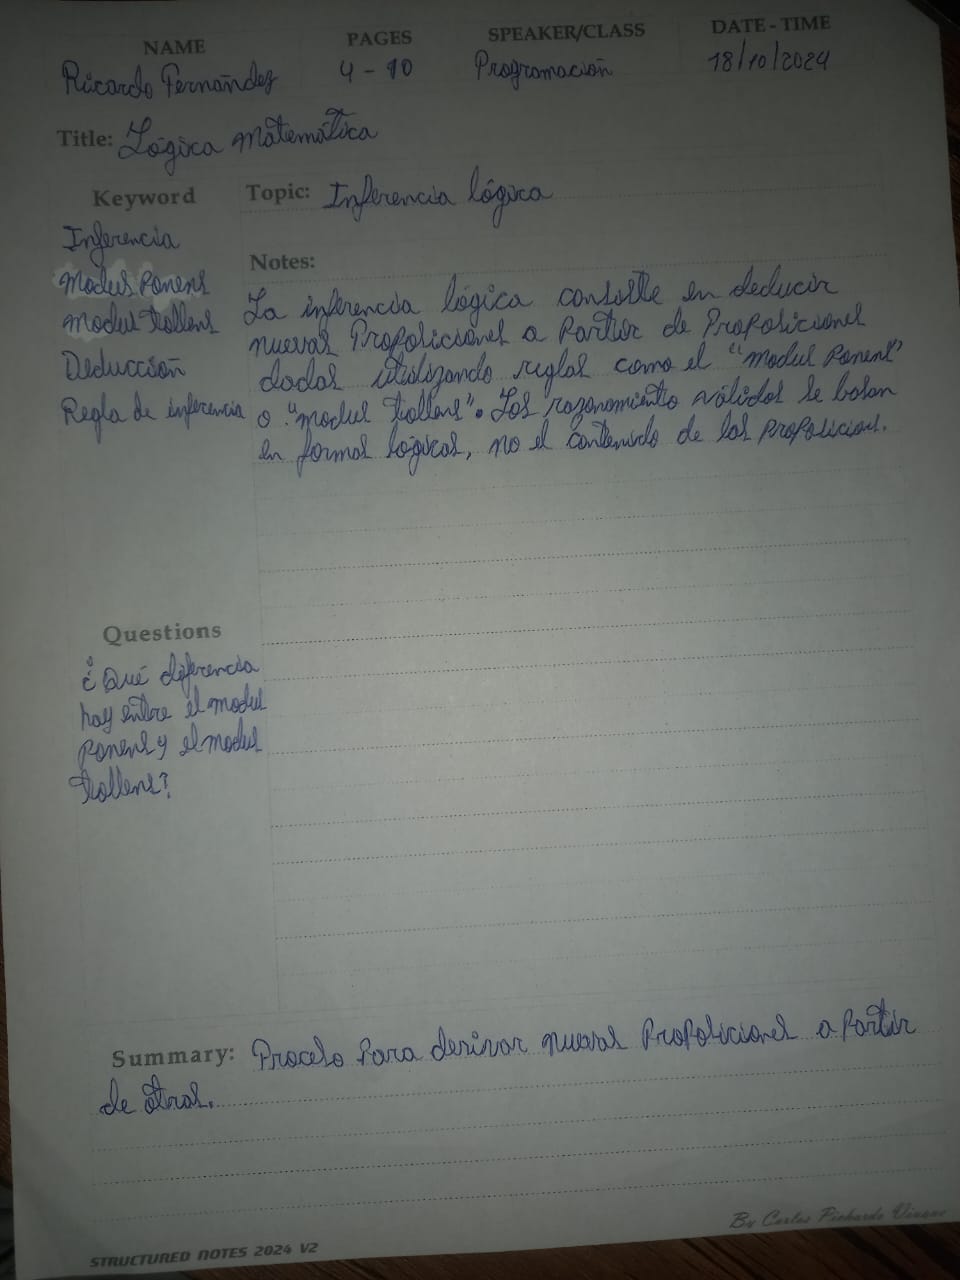 NAME PAGES SPEAKER/CLASS DATE - TIME
Ricardo Fernández 4 - 10 Programación 18/10/2024
Title: Lógica matemática
Keyword
Inferencia
Modus Ponens
Modus tollens
Deducción
Regla de inferencia
Topic: Inferencia lógica
Notes:
La inferencia lógica consiste en deducir
nuevas Proposiciones a Partir de Proposiciones
dadas utilizando reglas como el "modus Ponens"
o "modus tollens". Los razonamiento válidos se basan
en formas lógicas, no el contenido de las proposicions.
Questions
¿Qué diferencia
hay entre el modus
Ponens y el modus
tollens?
Summary: Proceso Para derivar nuevas Proposiciones a Partir
de otras.
By Carlos Pichardo Viuque
STRUCTURED NOTES 2024 V2